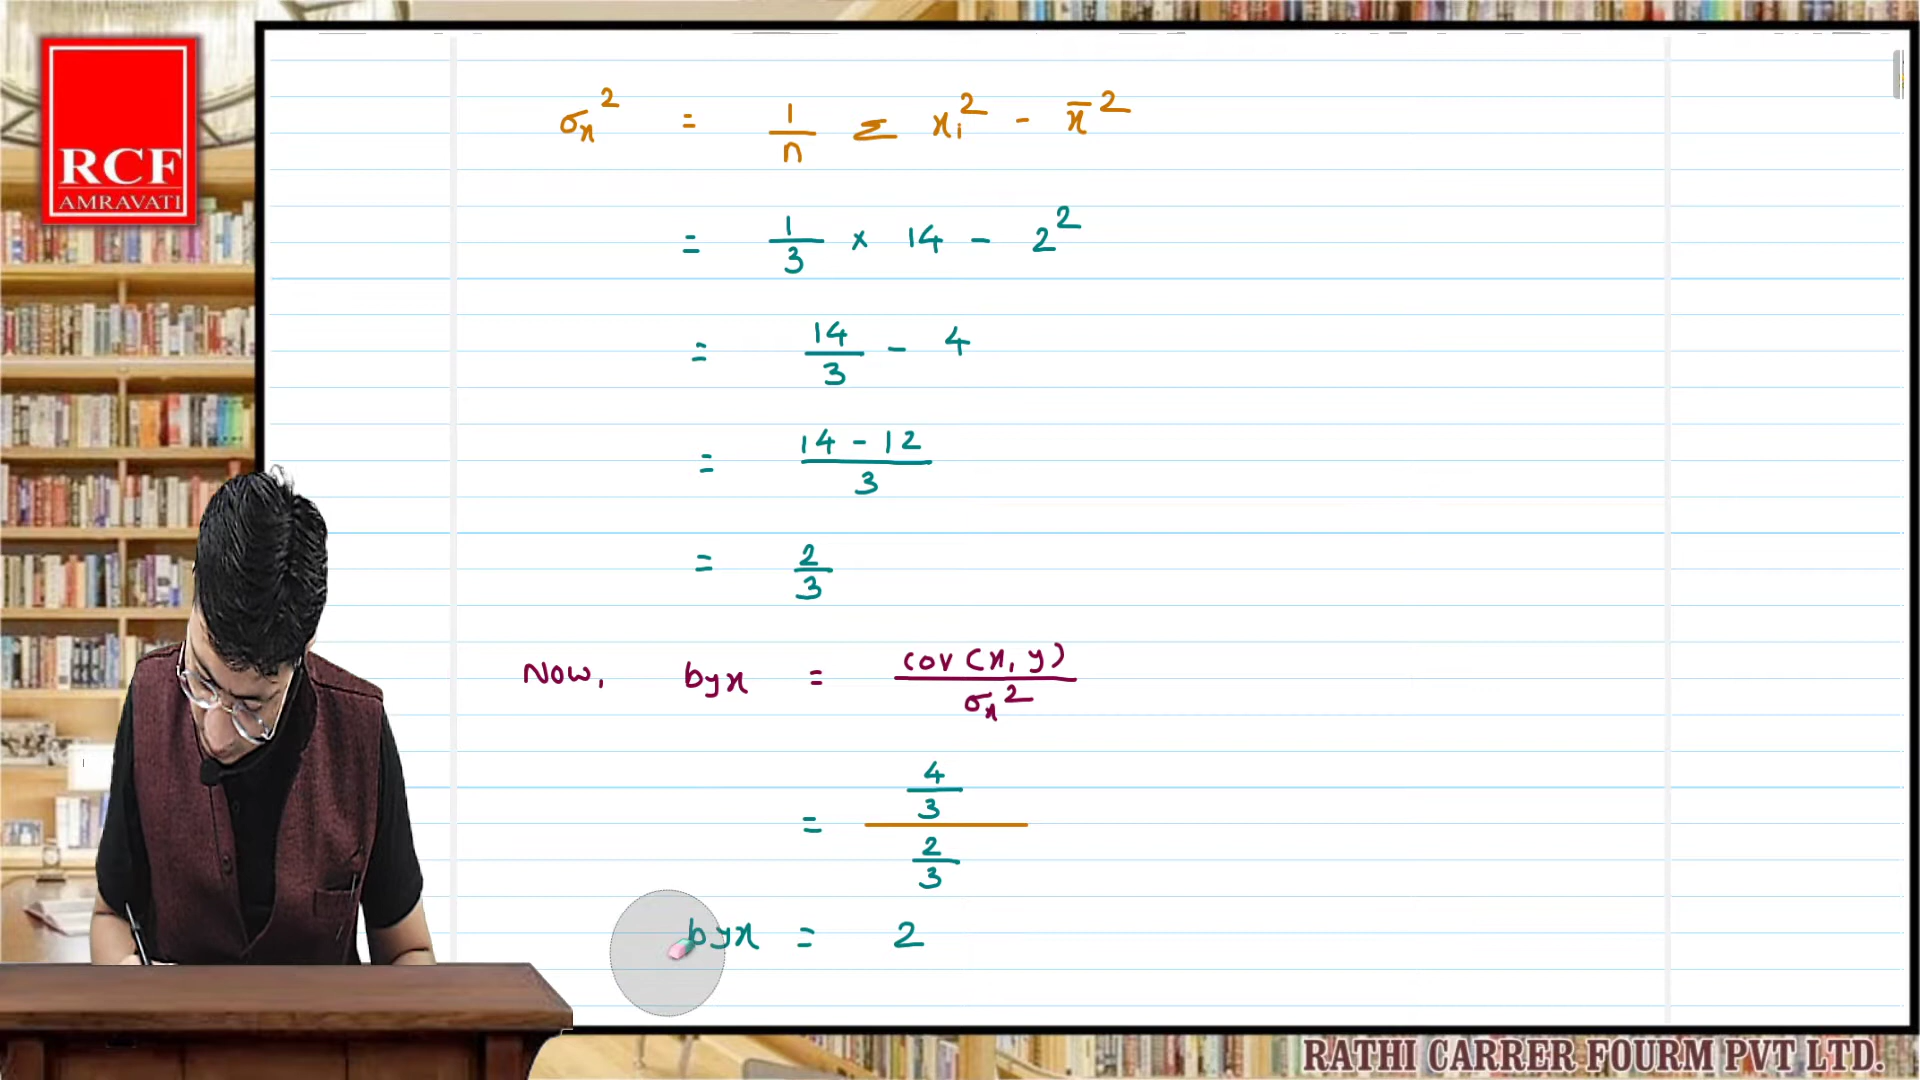 RCF
AMRAVATI
σx² = 1/n Σ xi² - x̄²
= 1/3 × 14 - 2²
= 14/3 - 4
= 14 - 12 / 3
= 2/3
Now, byx = cov(x, y) / σx²
= 4/3 / 2/3
byx = 2
RATHI CARRER FOURM PVT LTD.